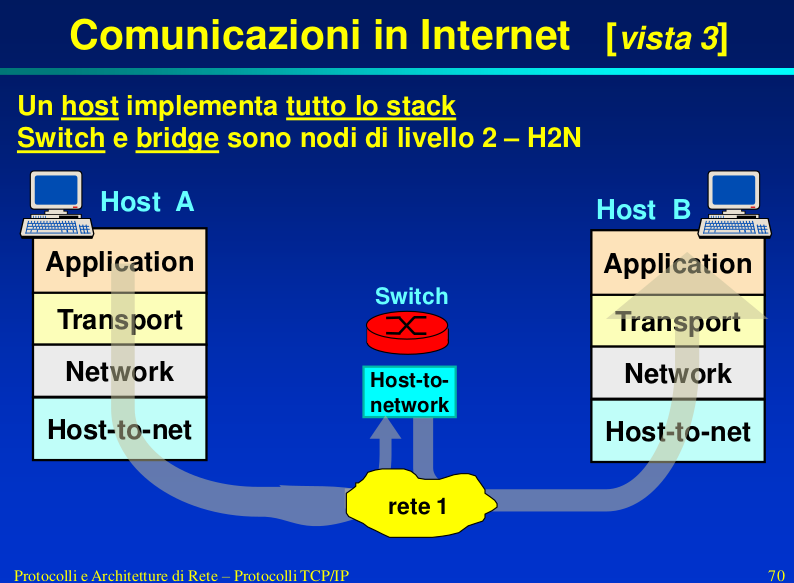 Comunicazioni in Internet [vista 3]
Un host implementa tutto lo stack
Switch e bridge sono nodi di livello 2 – H2N
Host A
Host B
Application
Transport
Network
Host-to-net
Switch
Host-to-
network
rete 1
Application
Transport
Network
Host-to-net
Protocolli e Architetture di Rete – Protocolli TCP/IP
70